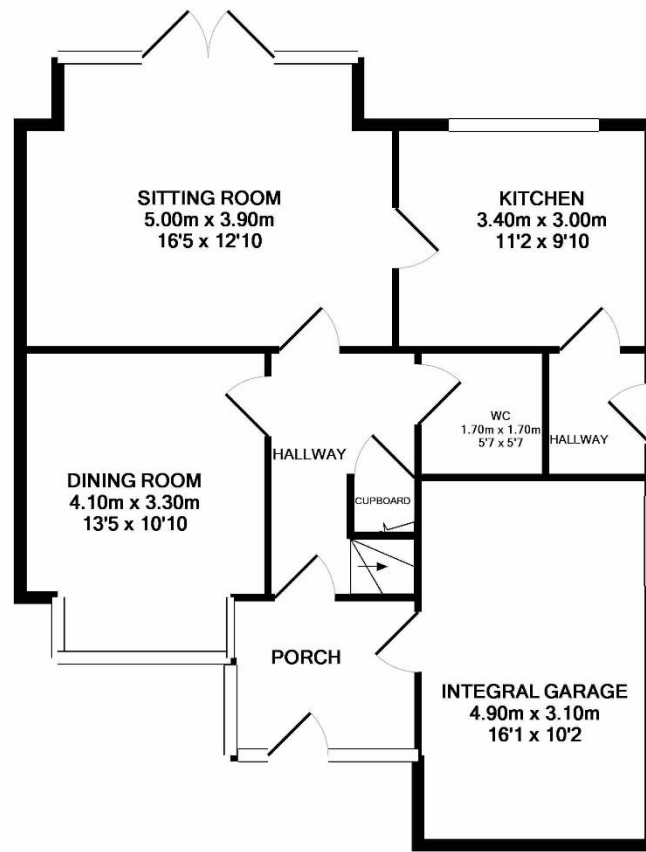 SITTING ROOM
5.00m x 3.90m
16'5 x 12'10
KITCHEN
3.40m x 3.00m
11'2 x 9'10
WC
1.70m x 1.70m
5'7 x 5'7
HALLWAY
HALLWAY
CUPBOARD
DINING ROOM
4.10m x 3.30m
13'5 x 10'10
PORCH
INTEGRAL GARAGE
4.90m x 3.10m
16'1 x 10'2